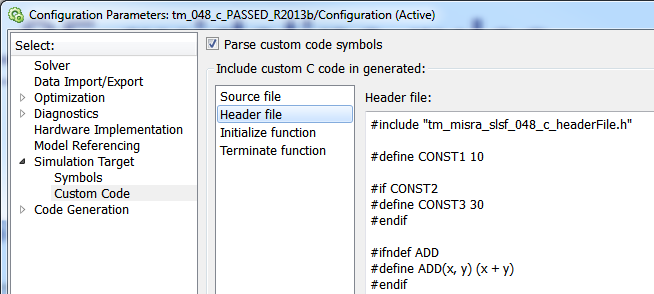 Configuration Parameters: tm_048_c_PASSED_R2013b/Configuration (Active)
Select:
Solver
Data Import/Export
Optimization
Diagnostics
Hardware Implementation
Model Referencing
Simulation Target
Symbols
Custom Code
Code Generation
Parse custom code symbols
Include custom C code in generated:
Source file
Header file
Initialize function
Terminate function
Header file:
#include "tm_misra_slsf_048_c_headerFile.h"
#define CONST1 10
#if CONST2
#define CONST3 30
#endif
#ifndef ADD
#define ADD(x, y) (x + y)
#endif